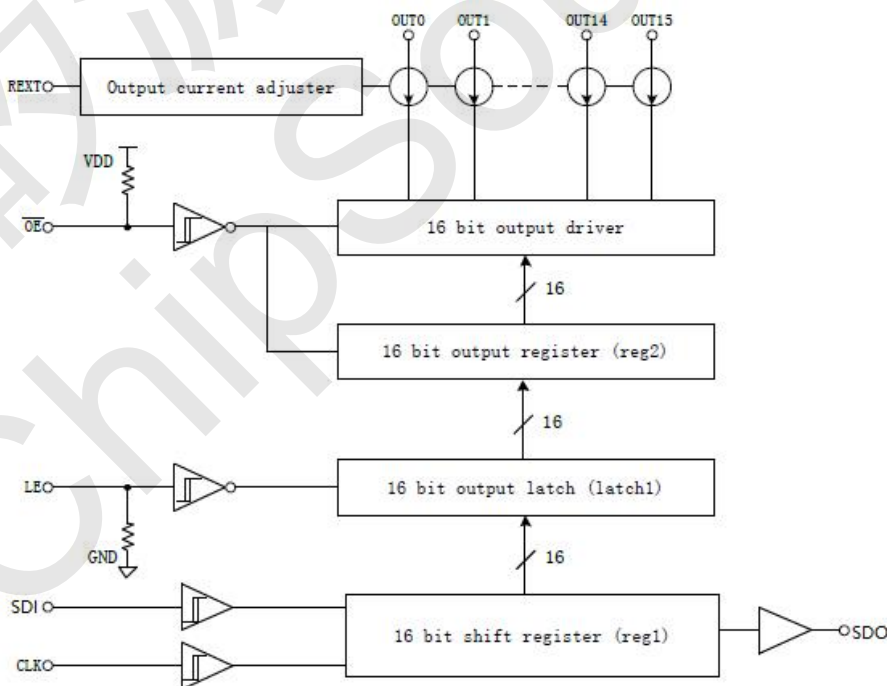 OUT0 OUT1 OUT14 OUT15
REXT Output current adjuster
VDD
OE 16 bit output driver
16
16 bit output register (reg2)
16
LE 16 bit output latch (latch1)
GND
16
SDI
16 bit shift register (reg1) SDO
CLK